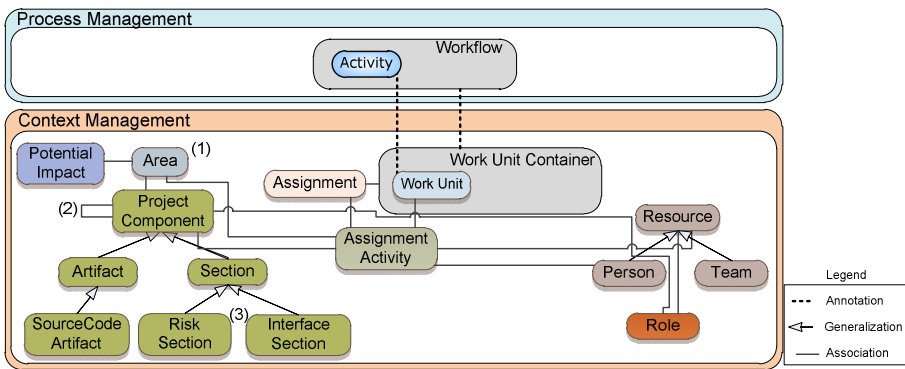 Process Management
Workflow
Activity
Context Management
Potential
Impact
Area
(1)
Work Unit Container
Assignment
Work Unit
(2)
Project
Component
Resource
Assignment
Activity
Artifact
Section
Person
Team
Legend
SourceCode
Artifact
Risk
Section
(3)
Interface
Section
Role
Annotation
Generalization
Association